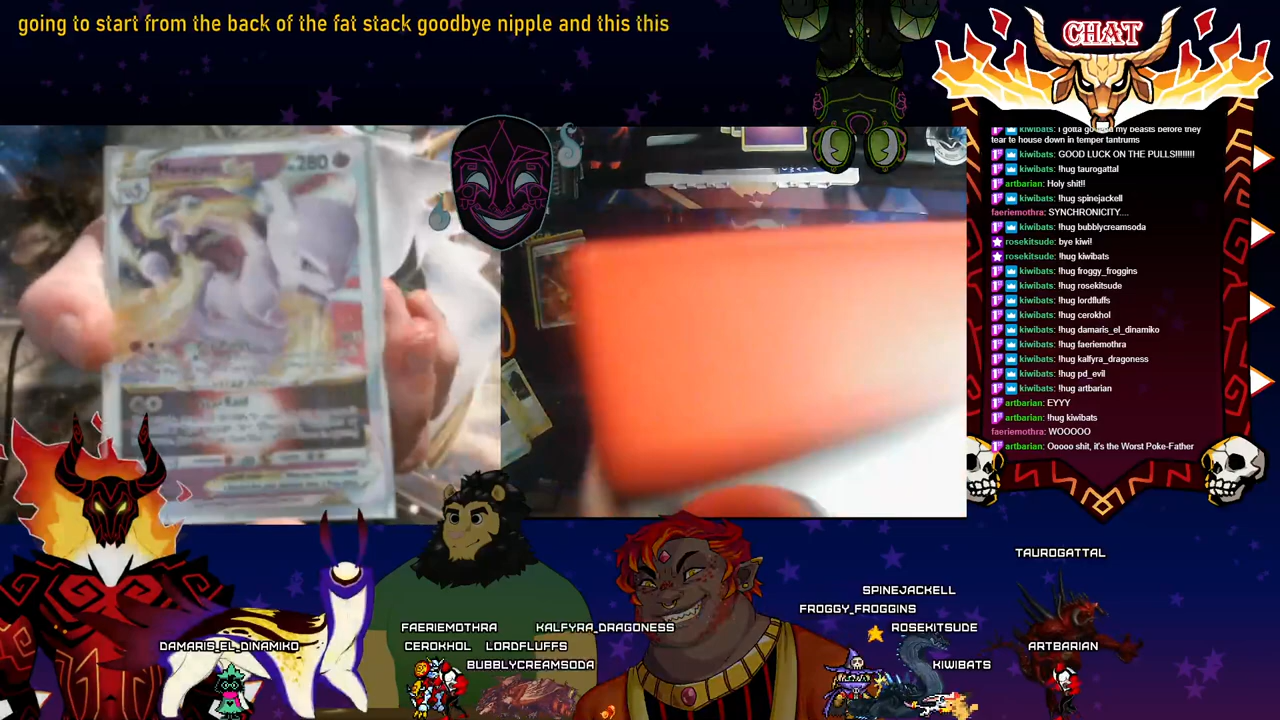 going to start from the back of the fat stack goodbye nipple and this this
CHAT
kiwibats: I gotta go my beasts before they
tear te house down in temper tantrums
kiwibats: GOOD LUCK ON THE PULLS!!!!!!!!
kiwibats: !hug taurogattal
artbarian: Holy shit!!
kiwibats: !hug spinejackell
faeriemothra: SYNCHRONICITY....
kiwibats: !hug bubblycreamsoda
rosekitsude: bye kiwi!
rosekitsude: !hug kiwibats
kiwibats: !hug froggy_froggins
kiwibats: !hug rosekitsude
kiwibats: !hug lordfluffs
kiwibats: !hug cerokhol
kiwibats: !hug damaris_el_dinamiko
kiwibats: !hug faeriemothra
kiwibats: !hug kalfyra_dragoness
kiwibats: !hug pd_evil
kiwibats: !hug artbarian
artbarian: EYYY
artbarian: !hug kiwibats
faeriemothra: WOOOOO
artbarian: Ooooo shit, it's the Worst Poke-Father
280
TAUROGATTAL
SPINEJACKELL
FROGGY_FROGGINS
FAERIEMOTHRA KALFYRA_DRAGONESS ROSEKITSUDE
DAMARIS_EL_DINAMIKO CEROKHOL LORDFLUFFS ARTBARIAN
BUBBLYCREAMSODA KIWIBATS